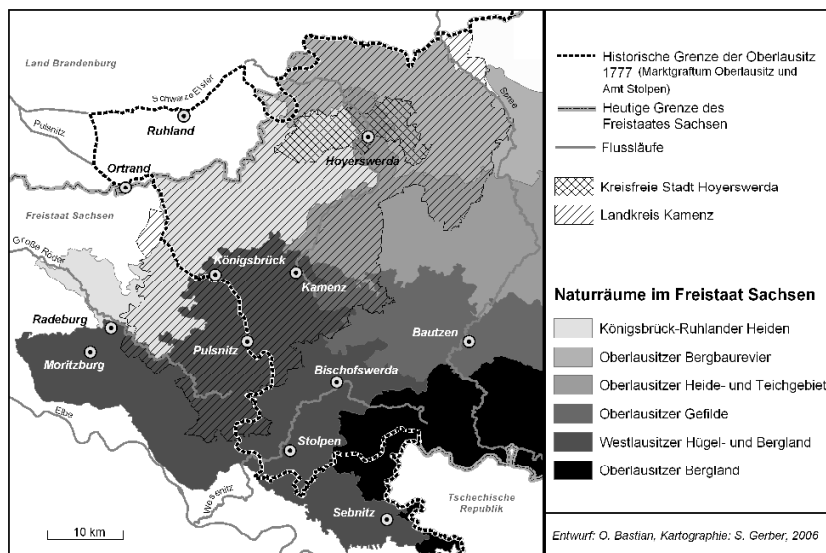 Land Brandenburg
Schwarze Elster
Pulsnitz
Ruhland
Ortrand
Hoyerswerda
Spree
Freistaat Sachsen
Große Röder
Königsbrück
Kamenz
Radeburg
Moritzburg
Pulsnitz
Bautzen
Bischofswerda
Elbe
Stolpen
Wesenitz
Sebnitz
Tschechische
Republik
10 km
Historische Grenze der Oberlausitz
1777 (Marktgraftum Oberlausitz und
Amt Stolpen)
Heutige Grenze des
Freistaates Sachsen
Flussläufe
Kreisfreie Stadt Hoyerswerda
Landkreis Kamenz
Naturräume im Freistaat Sachsen
Königsbrück-Ruhlander Heiden
Oberlausitzer Bergbaurevier
Oberlausitzer Heide- und Teichgebiet
Oberlausitzer Gefilde
Westlausitzer Hügel- und Bergland
Oberlausitzer Bergland
Entwurf: O. Bastian, Kartographie: S. Gerber, 2006